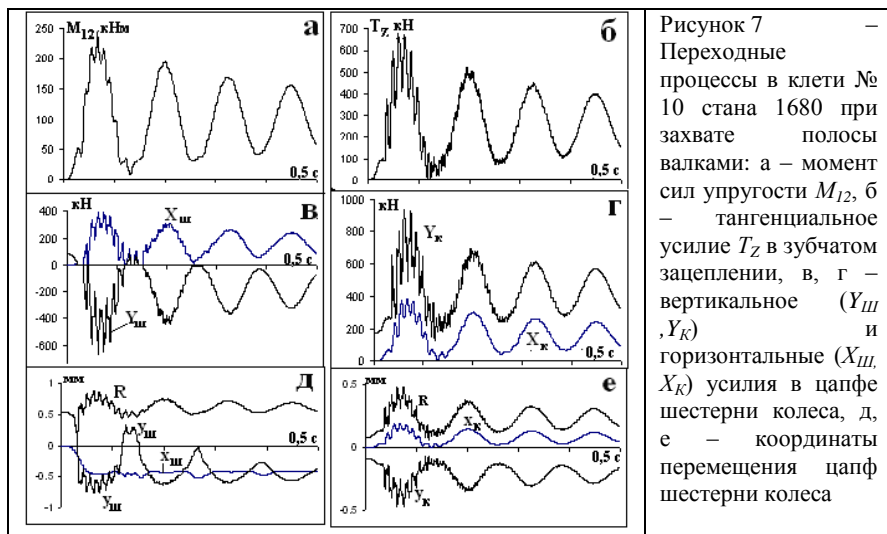 M12 кНм
а
250
200
150
100
50
0
0,5 с
TZ кН
б
700
600
500
400
300
200
100
0
0,5 с
кН
в
400
200
0
-200
-400
-600
XШ
0,5 с
YШ
г
1000
800
600
400
200
0
YК
XК
0,5 с
мм
д
1
0.5
0
-0.5
-1
R
yШ
0,5 с
xШ
yШ
мм
е
0.5
0
-0.5
R
xК
0,5 с
yК
Рисунок 7 –
Переходные
процессы в клети №
10 стана 1680 при
захвате полосы
валками: а – момент
сил упругости M12, б
– тангенциальное
усилие TZ в зубчатом
зацеплении, в, г –
вертикальное (YШ
,YК) и
горизонтальные (XШ,
XК) усилия в цапфе
шестерни колеса, д,
е – координаты
перемещения цапф
шестерни колеса